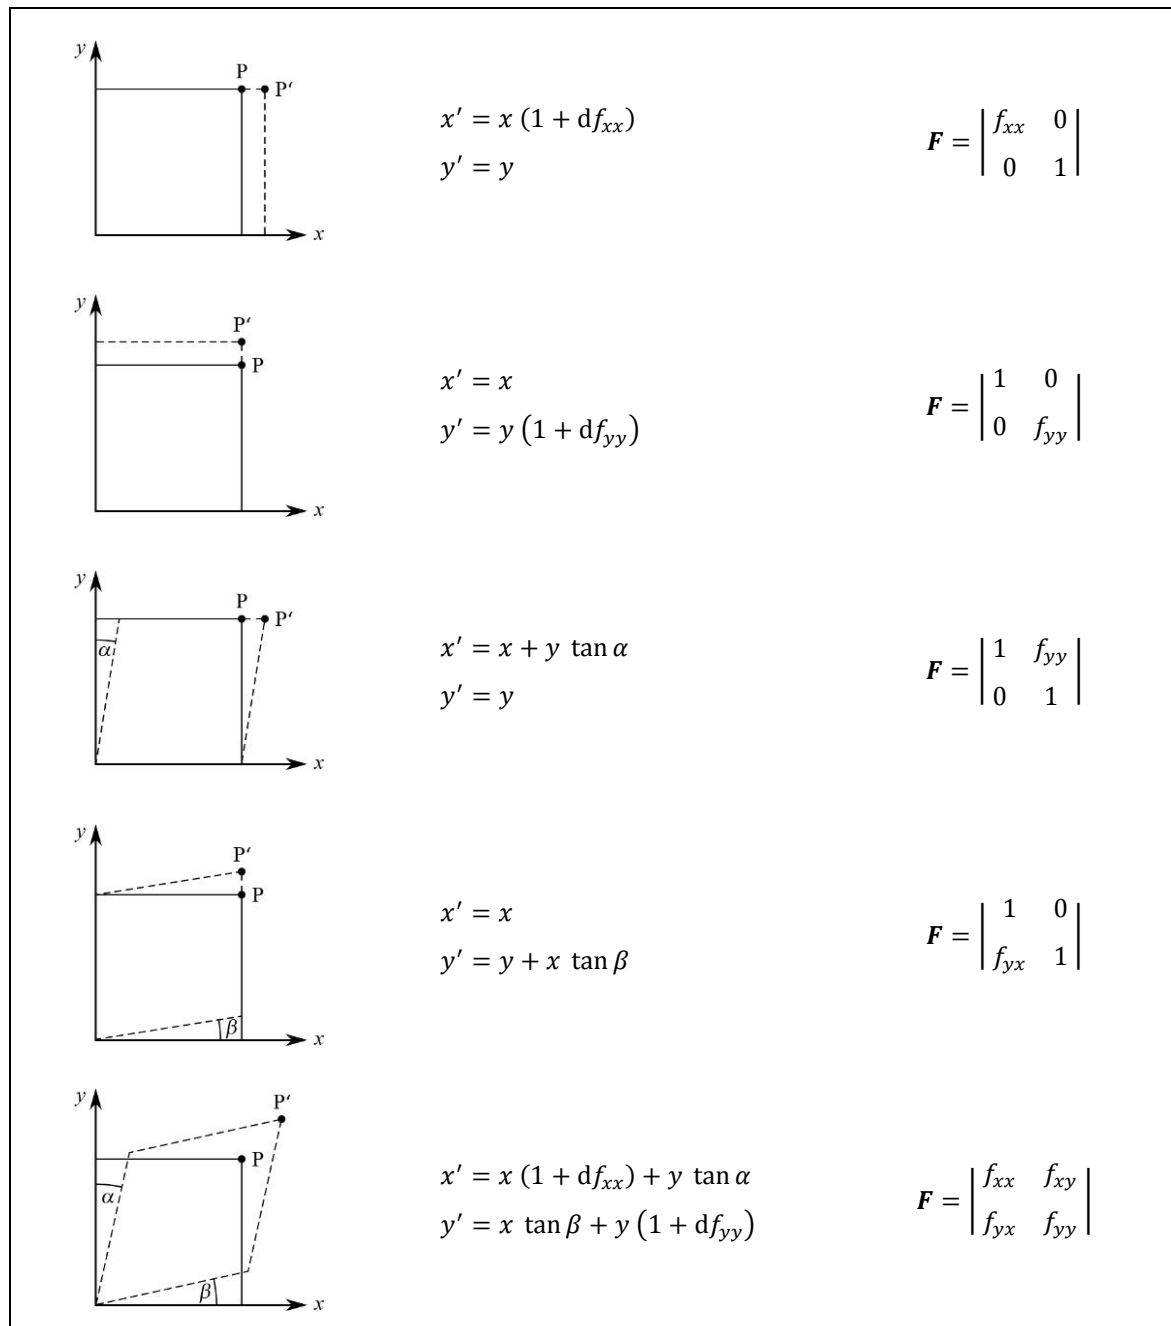 y
P P‘
x
x′ = x (1 + df_xx)
y′ = y
F = | f_xx 0 |
| 0 1 |
y
P‘
P
x
x′ = x
y′ = y (1 + df_yy)
F = | 1 0 |
| 0 f_yy |
y
P P‘
α
x
x′ = x + y tan α
y′ = y
F = | 1 f_yy |
| 0 1 |
y
P‘
P
β
x
x′ = x
y′ = y + x tan β
F = | 1 0 |
| f_yx 1 |
y
P‘
P
α
β
x
x′ = x (1 + df_xx) + y tan α
y′ = x tan β + y (1 + df_yy)
F = | f_xx f_xy |
| f_yx f_yy |